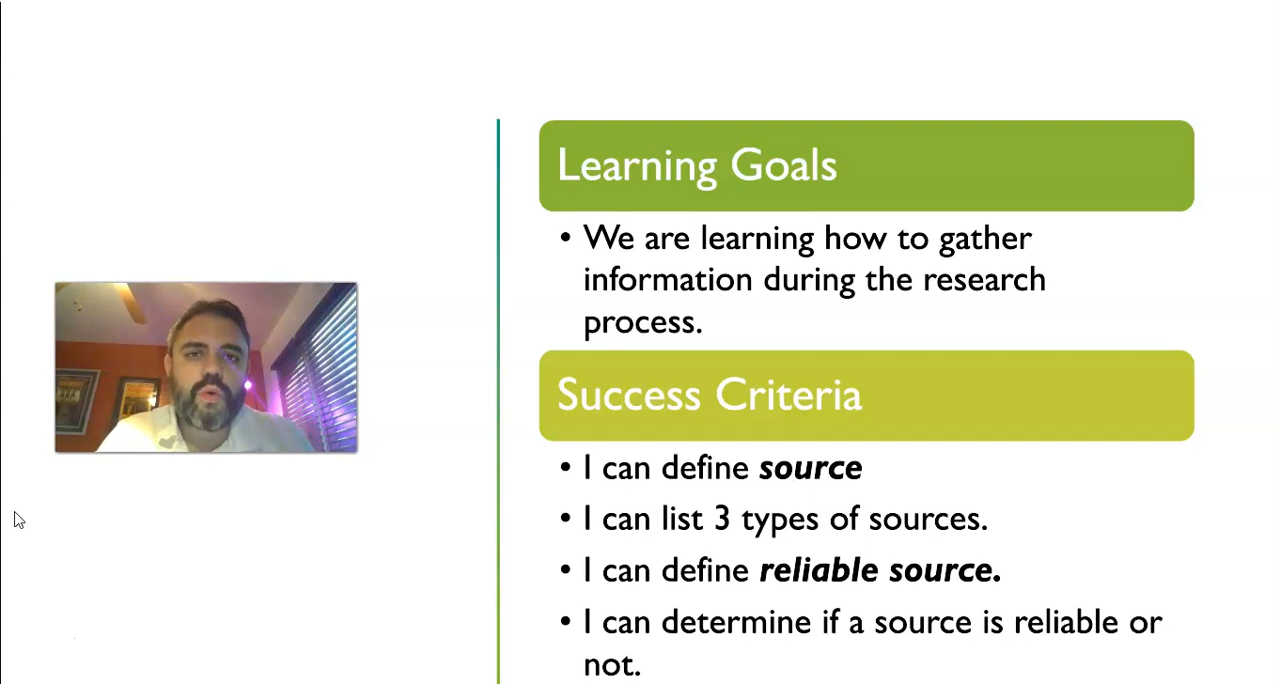 Learning Goals
• We are learning how to gather
information during the research
process.
Success Criteria
• I can define source
• I can list 3 types of sources.
• I can define reliable source.
• I can determine if a source is reliable or
not.